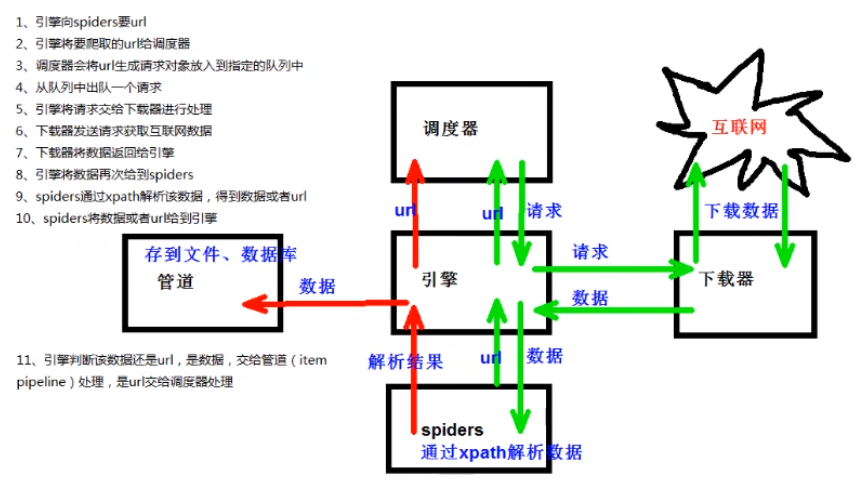 1、引擎向spiders要url
2、引擎将要爬取的url给调度器
3、调度器会将url生成请求对象放入到指定的队列中
4、从队列中出队一个请求
5、引擎将请求交给下载器进行处理
6、下载器发送请求获取互联网数据
7、下载器将数据返回给引擎
8、引擎将数据再次给到spiders
9、spiders通过xpath解析该数据，得到数据或者url
10、spiders将数据或者url给到引擎
调度器
互联网
url
url
请求
下载数据
存到文件、数据库
管道
数据
引擎
请求
数据
下载器
11、引擎判断该数据还是url，是数据，交给管道（item
pipeline）处理，是url交给调度器处理
解析结果
url
数据
spiders
通过xpath解析数据